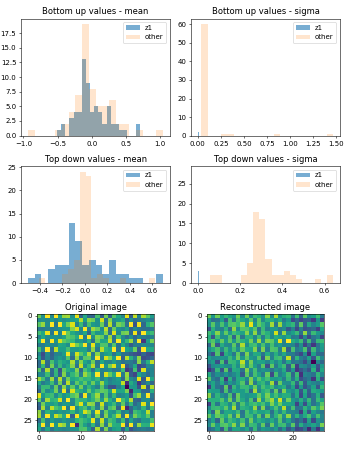 Bottom up values - mean
Bottom up values - sigma
17.5
15.0
12.5
10.0
7.5
5.0
2.5
0.0
z1
other
−1.0 −0.5 0.0 0.5 1.0
60
50
40
30
20
10
0
z1
other
0.00 0.25 0.50 0.75 1.00 1.25 1.50
Top down values - mean
Top down values - sigma
25
20
15
10
5
0
z1
other
−0.4 −0.2 0.0 0.2 0.4 0.6
25
20
15
10
5
0
z1
other
0.0 0.2 0.4 0.6
Original image
Reconstructed image
0
5
10
15
20
25
0 10 20
0
5
10
15
20
25
0 10 20